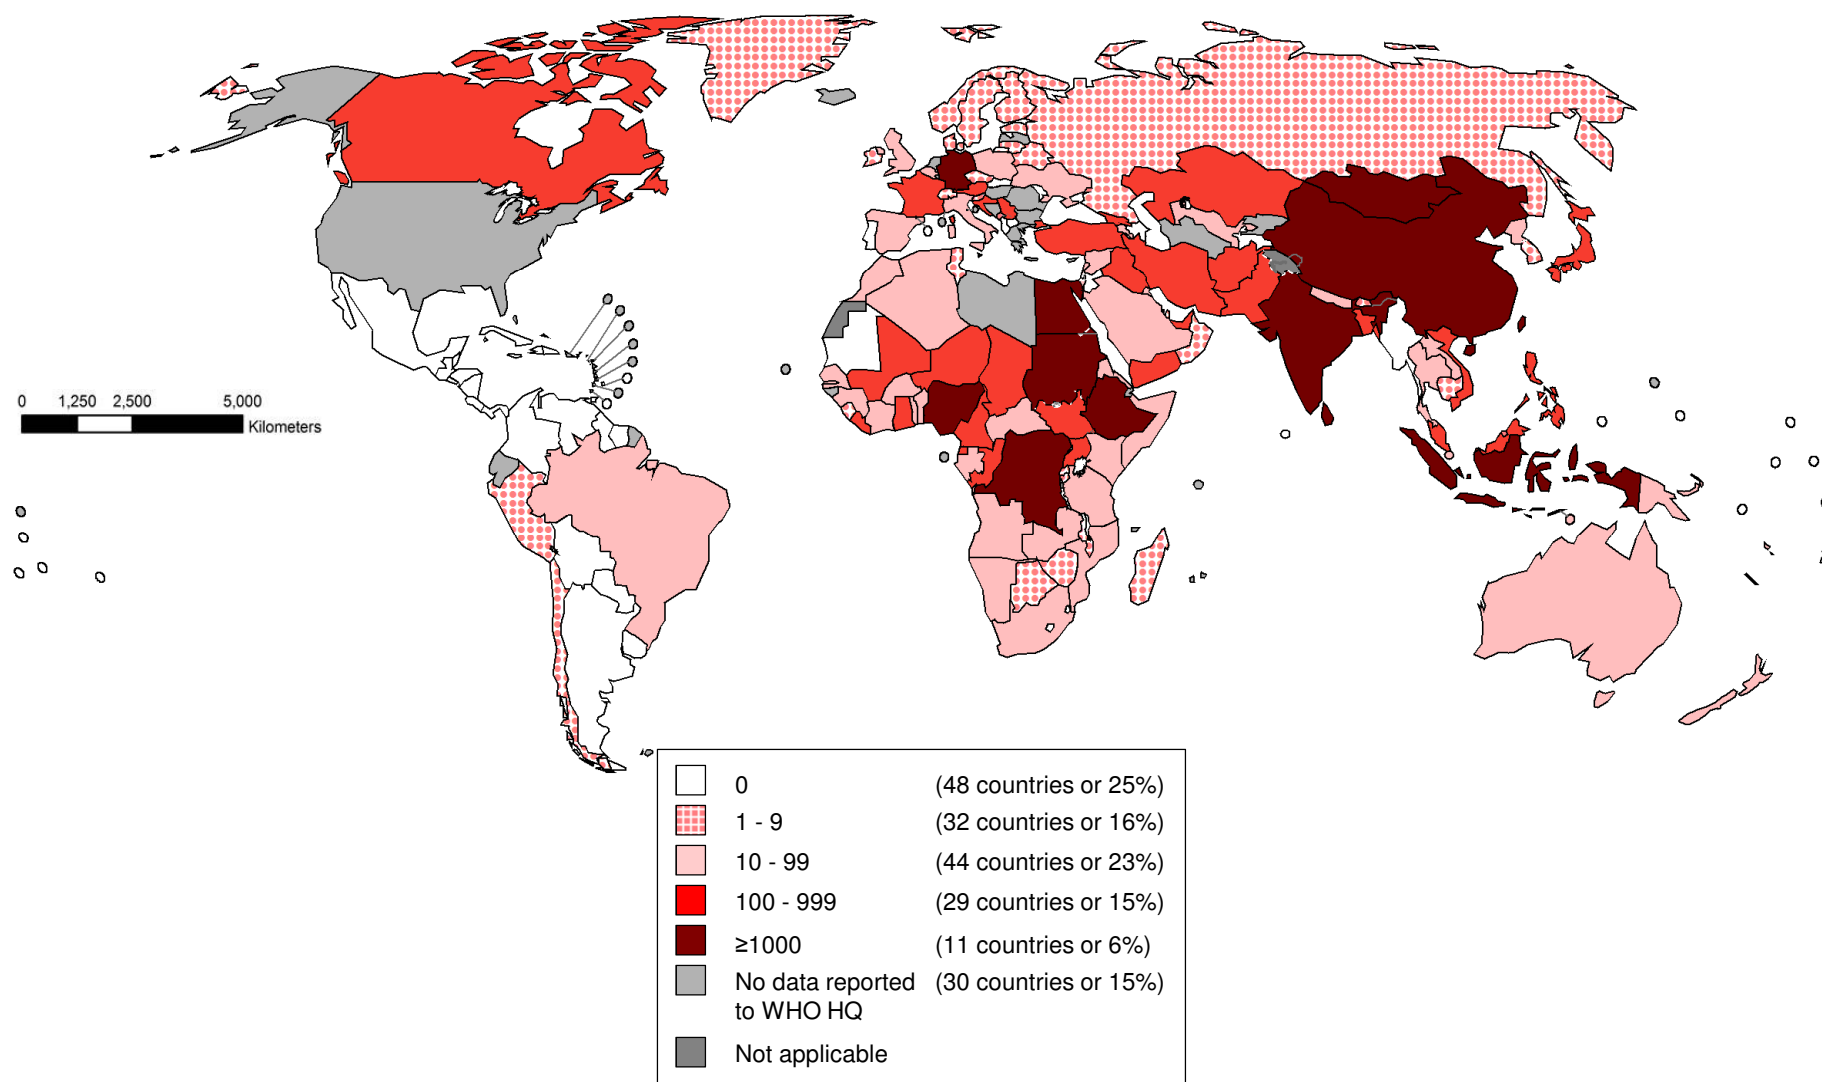 0 1,250 2,500 5,000
Kilometers
0 (48 countries or 25%)
1 - 9 (32 countries or 16%)
10 - 99 (44 countries or 23%)
100 - 999 (29 countries or 15%)
≥1000 (11 countries or 6%)
No data reported (30 countries or 15%)
to WHO HQ
Not applicable